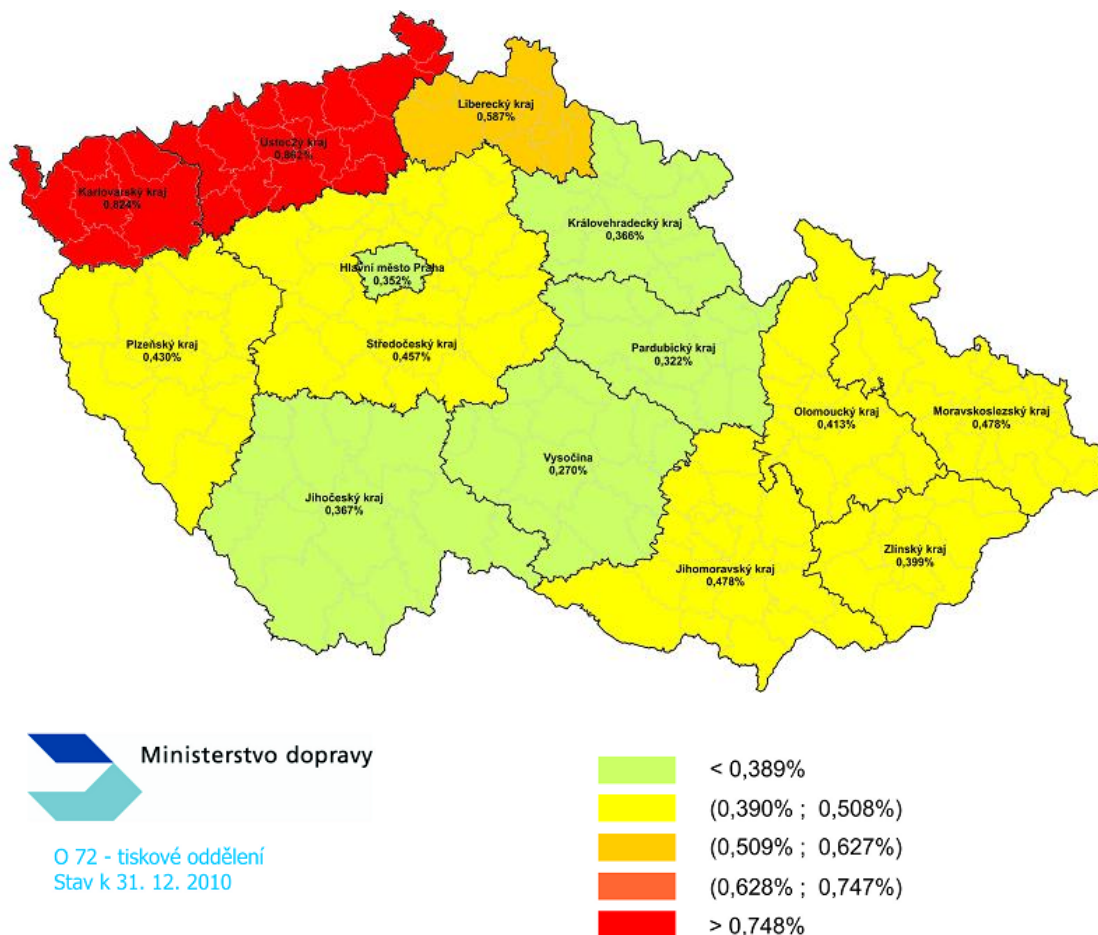 Liberecký kraj
0,587%
Ústecký kraj
0,862%
Karlovarský kraj
0,824%
Královehradecký kraj
0,366%
Hlavní město Praha
0,352%
Plzeňský kraj
0,430%
Středočeský kraj
0,457%
Pardubický kraj
0,322%
Olomoucký kraj
0,413%
Moravskoslezský kraj
0,478%
Vysočina
0,270%
Jihočeský kraj
0,367%
Jihomoravský kraj
0,478%
Zlínský kraj
0,399%
Ministerstvo dopravy
O 72 - tiskové oddělení
Stav k 31. 12. 2010
< 0,389%
(0,390% ; 0,508%)
(0,509% ; 0,627%)
(0,628% ; 0,747%)
> 0,748%